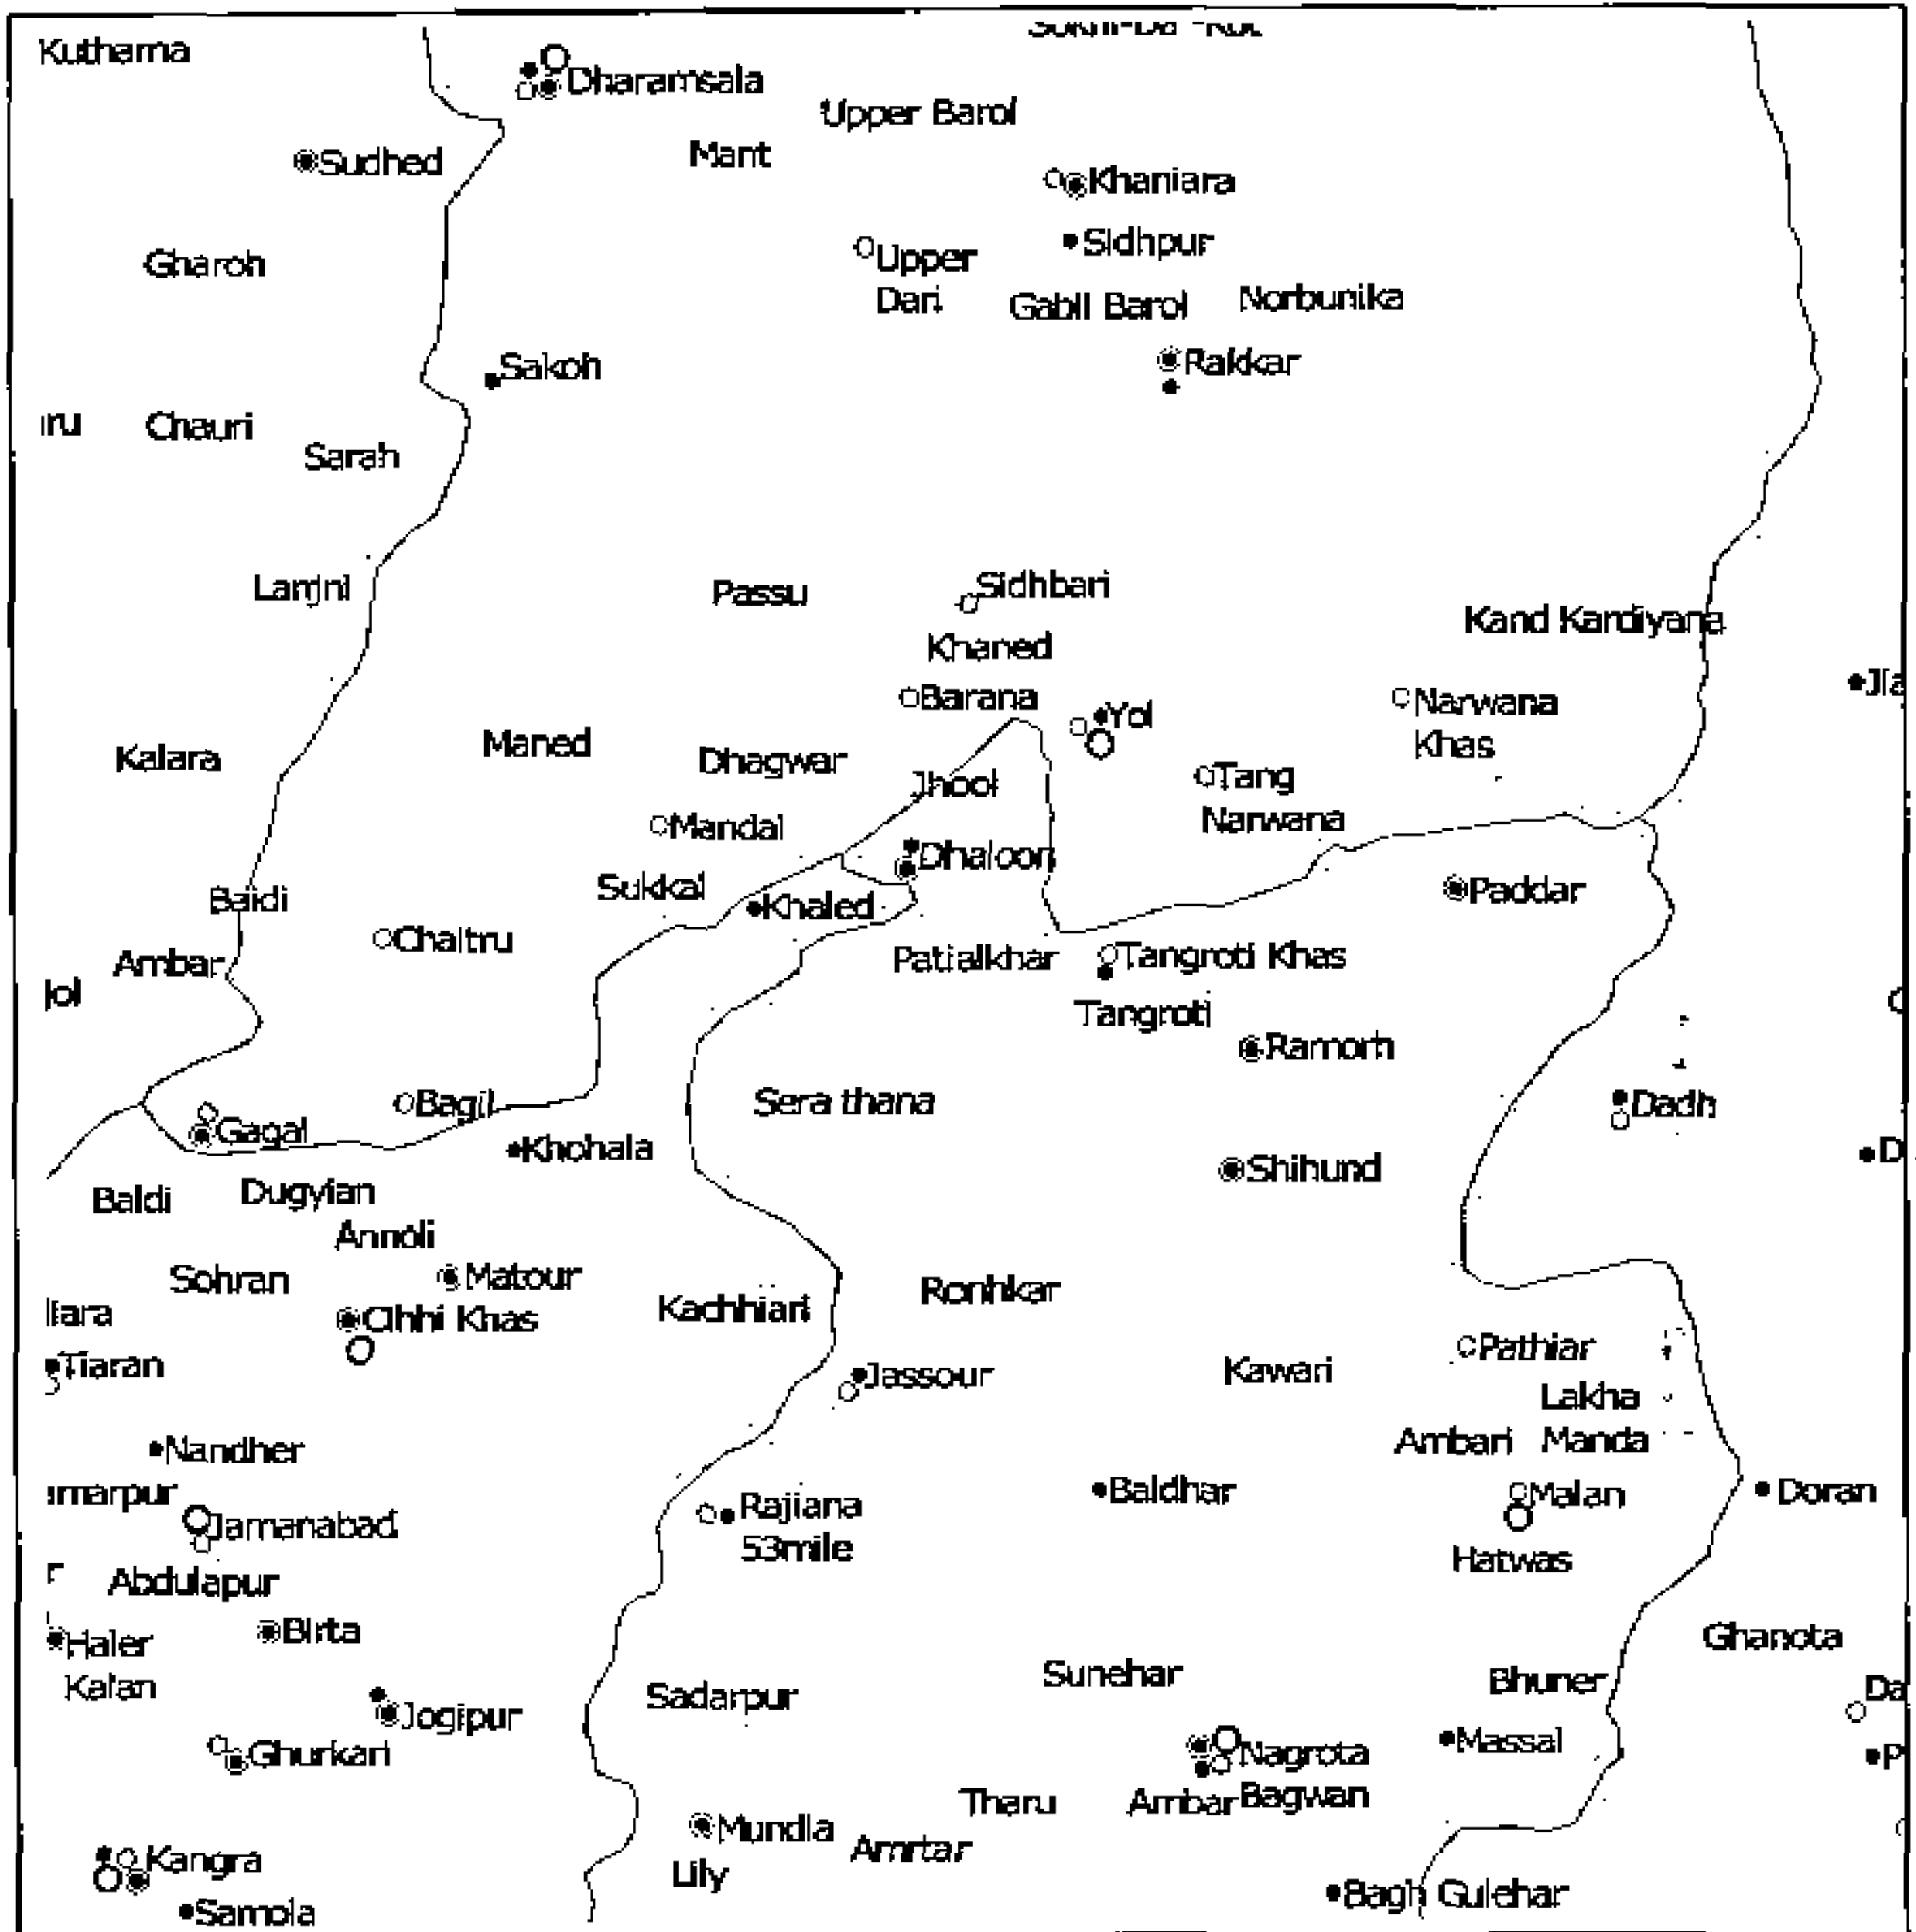 Kuthema
Dharamsala
Upper Barol
Mant
Sudhed
Khaniara
Sidhpur
Gharoh
Upper
Dari
Gabli Barol
Norbunika
Rakkar
Sakoh
Chauri
Sarah
Lamjni
Passu
Sidhbari
Khaned
Kand Kardiyana
Barana
Yol
Narwana
Khas
Kalara
Maned
Dhagwar
Jhool
Tang
Narwana
Mandal
Dhaloon
Sukkal
Khaled
Paddar
Baidi
Chaitru
Ambar
Patialkhar
Tangroti Khas
Tangroti
Ramorh
Bagli
Sera thana
Dadh
Gagal
Khohala
Shihund
Baldi
Dugyian
Annoli
Sohran
Matour
Kachhiari
Ronhkar
Chhi Khas
Tiaran
Jassour
Kawari
Pathiar
Lakha
Manda
Ambari
Nandher
Baldhar
Malan
Doran
Jamanabad
Rajiana
53mile
Hatwas
Abdulapur
Birta
Haler
Kalan
Ghanota
Sunehar
Bhuner
Sadarpur
Jogipur
Ghurkari
Nagrota
Bagwan
Massal
Tharu
Ambar
Mundla
Amrtar
Kangra
Lily
Samola
Bagh Gulehar